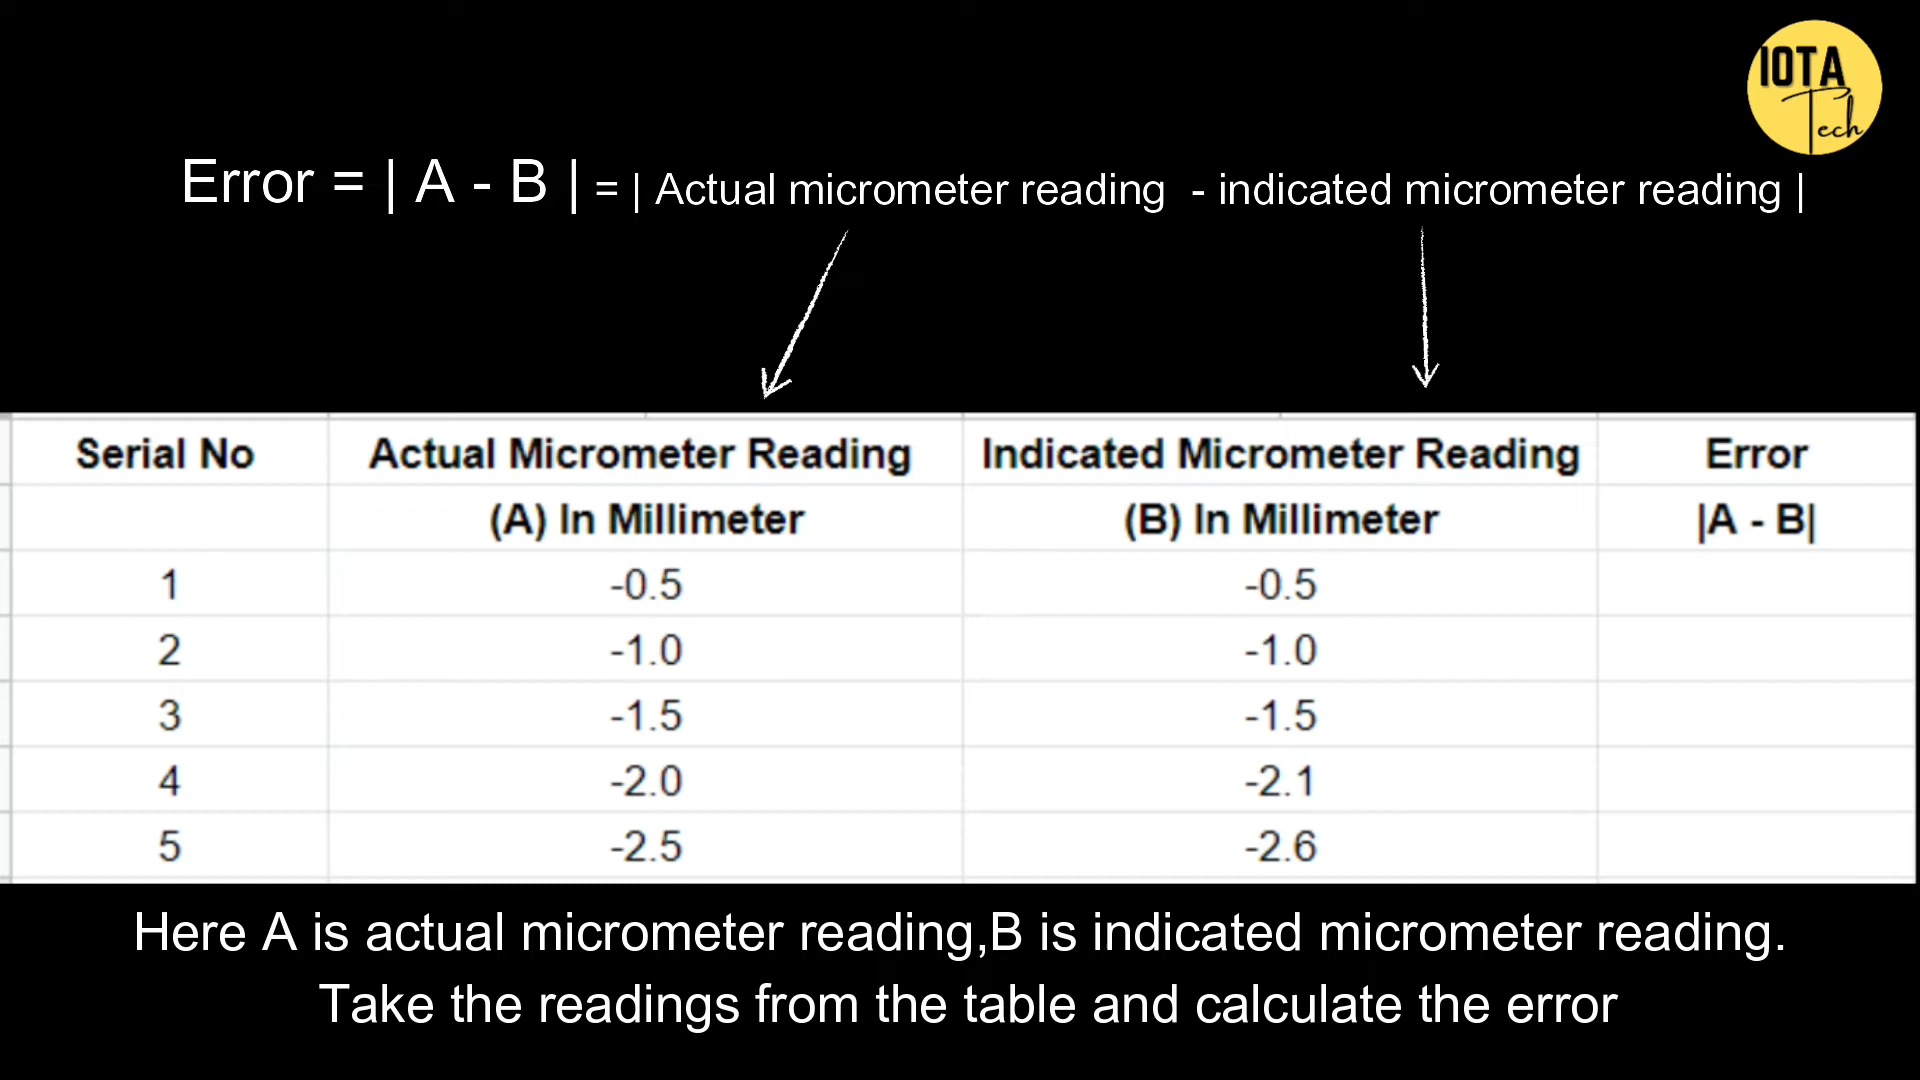 IOTA
Tech
Error = | A - B | = | Actual micrometer reading - indicated micrometer reading |
Serial No Actual Micrometer Reading Indicated Micrometer Reading Error
(A) In Millimeter (B) In Millimeter |A - B|
1 -0.5 -0.5
2 -1.0 -1.0
3 -1.5 -1.5
4 -2.0 -2.1
5 -2.5 -2.6
Here A is actual micrometer reading,B is indicated micrometer reading.
Take the readings from the table and calculate the error